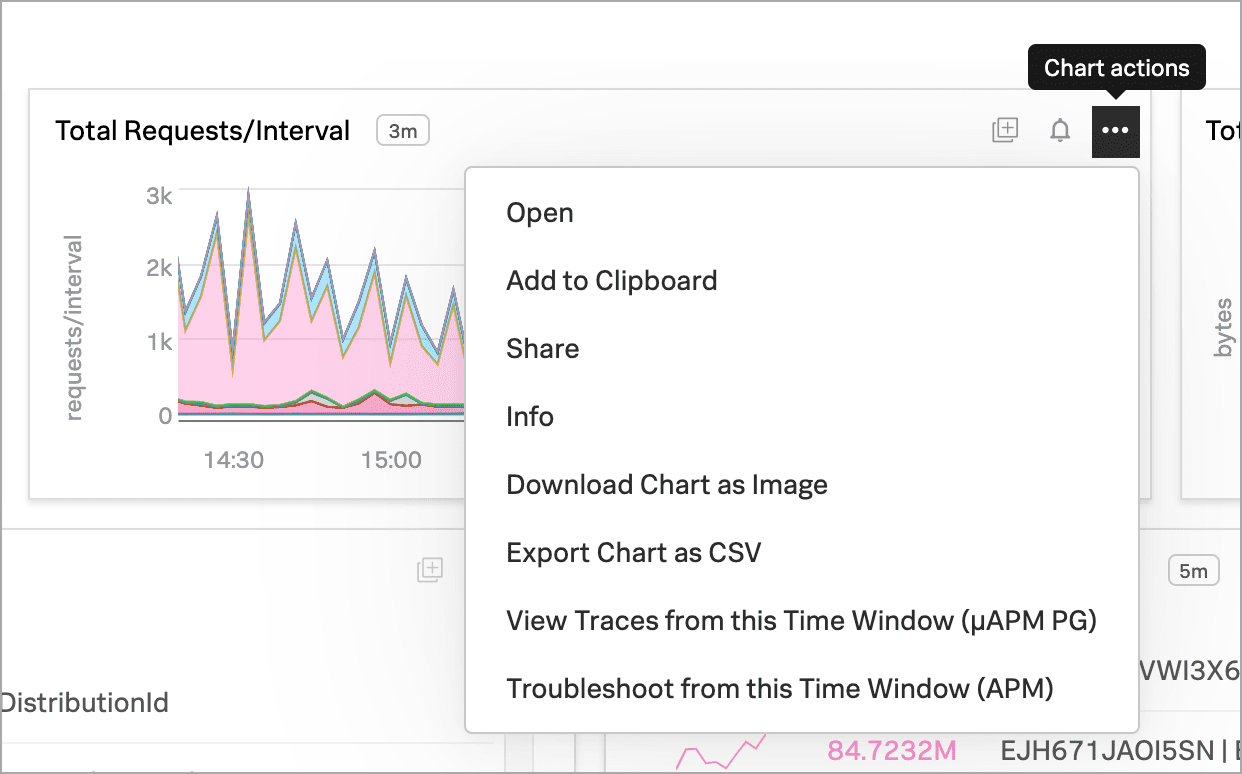 Chart actions
Total Requests/Interval 3m
Tot
3k
2k
1k
0
requests/interval
14:30 15:00
Open
Add to Clipboard
Share
Info
Download Chart as Image
Export Chart as CSV
View Traces from this Time Window (µAPM PG)
Troubleshoot from this Time Window (APM)
bytes
5m
VWI3X6
DistributionId
84.7232M EJH671JAOI5SN | E